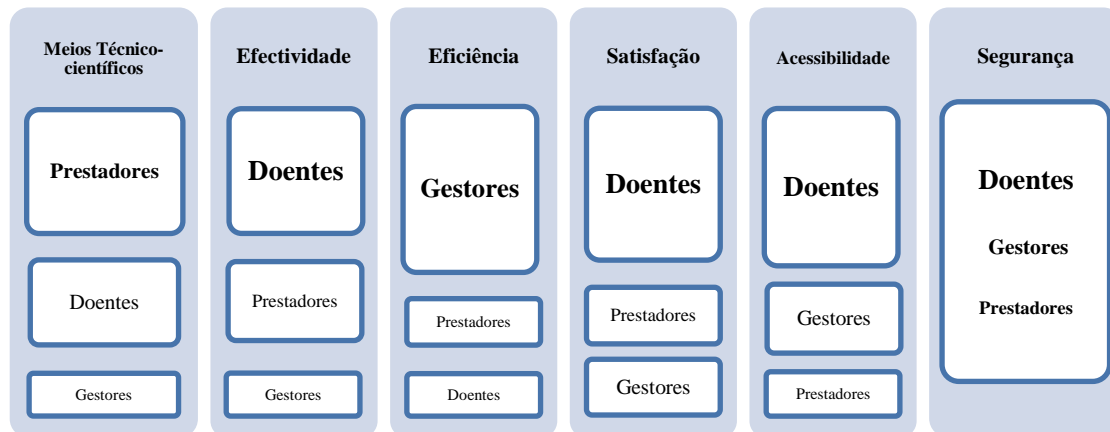 Meios Técnico-
científicos
Prestadores
Doentes
Gestores
Efectividade
Doentes
Prestadores
Gestores
Eficiência
Gestores
Prestadores
Doentes
Satisfação
Doentes
Prestadores
Gestores
Acessibilidade
Doentes
Gestores
Prestadores
Segurança
Doentes
Gestores
Prestadores